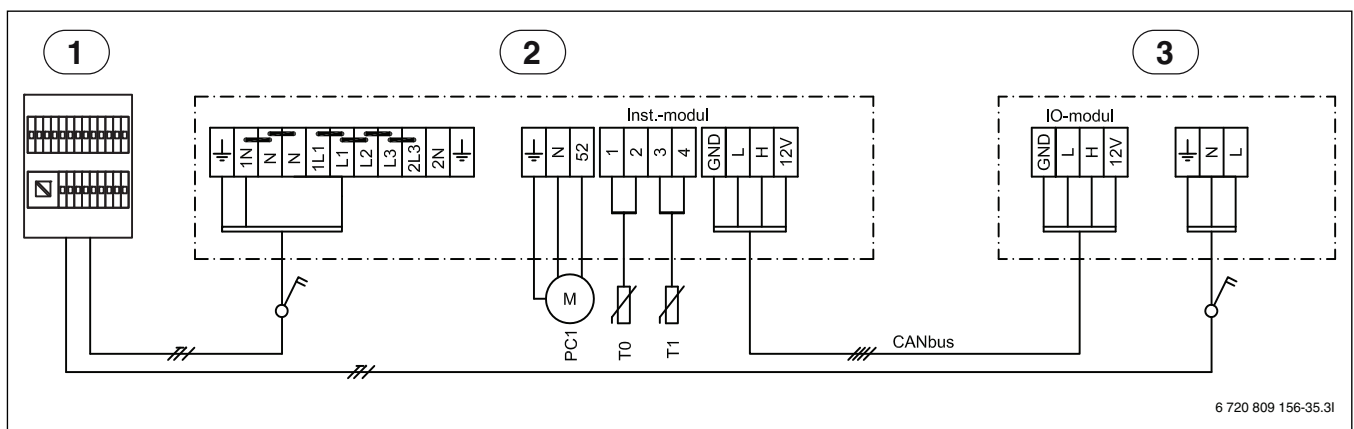 1
2
3
Inst.-modul
IO-modul
1N
N
N
1L1
L1
L2
L3
2L3
2N
N
52
1
2
3
4
GND
L
H
12V
GND
L
H
12V
N
L
M
PC1
T0
T1
CANbus
6 720 809 156-35.3I